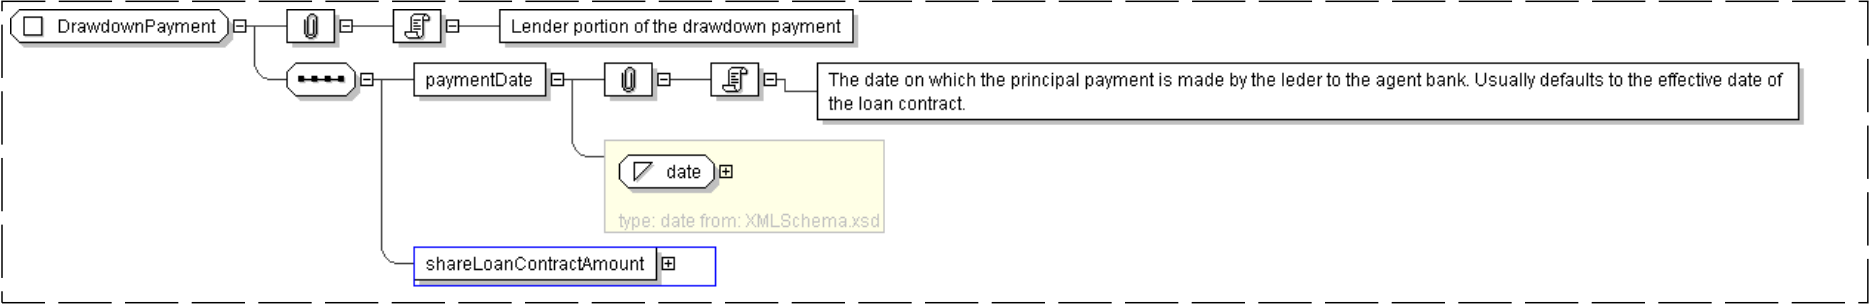 DrawdownPayment
Lender portion of the drawdown payment
paymentDate
The date on which the principal payment is made by the leder to the agent bank. Usually defaults to the effective date of
the loan contract.
date
type: date from: XMLSchema.xsd
shareLoanContractAmount